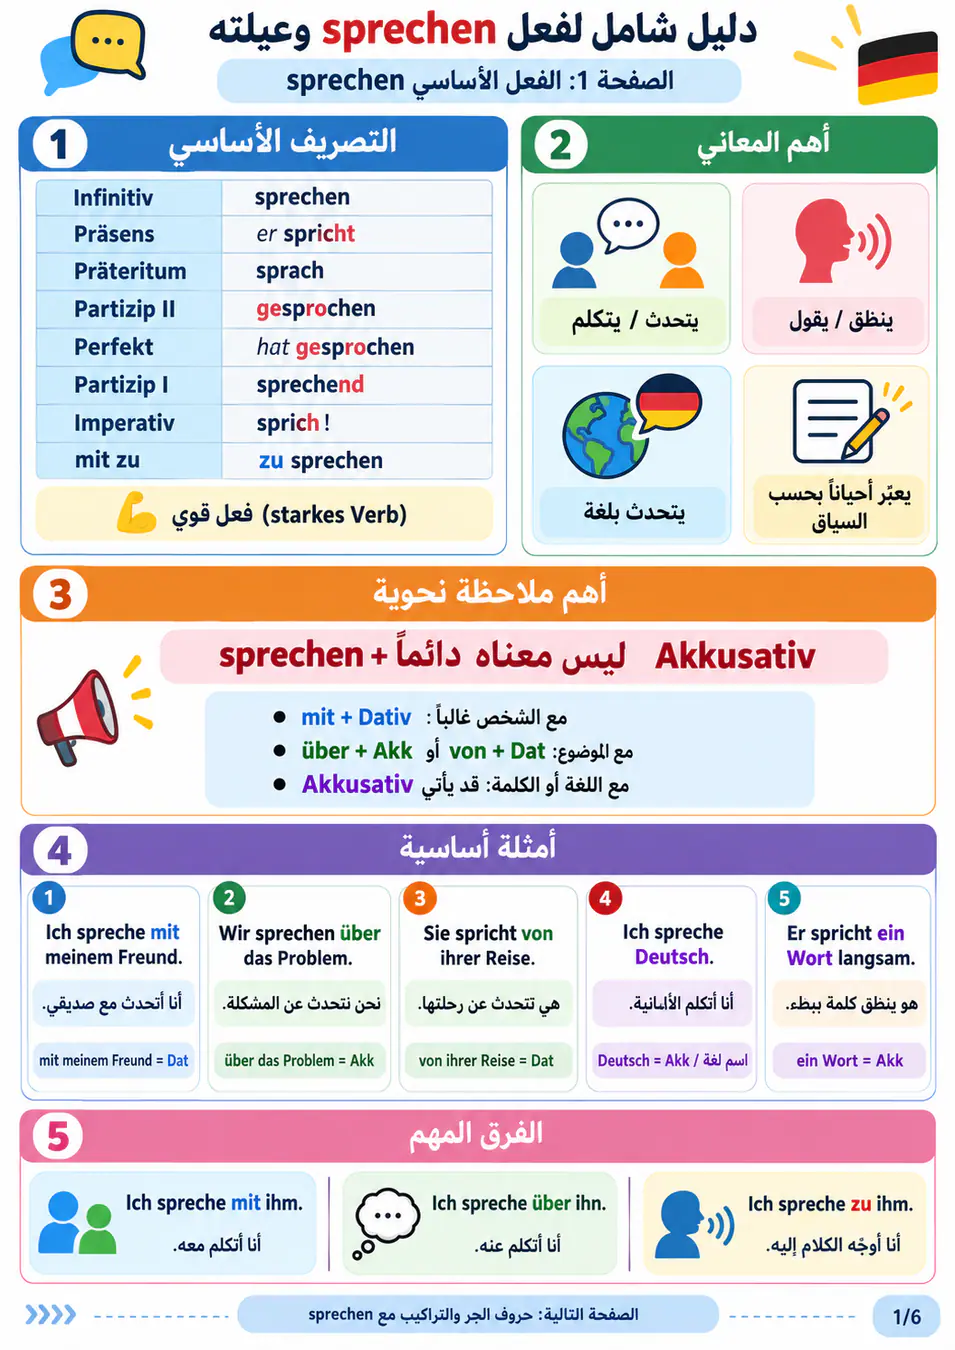 دليل شامل لفعل sprechen وعيلته
الصفحة 1: الفعل الأساسي sprechen
1 التصريف الأساسي
Infinitiv sprechen
Präsens er spricht
Präteritum sprach
Partizip II gesprochen
Perfekt hat gesprochen
Partizip I sprechend
Imperativ sprich !
mit zu zu sprechen
فعل قوي (starkes Verb)
2 أهم المعاني
يتحدث / يتكلم
ينظق / يقول
يتحدث بلغة
يعبّر أحياناً بحسب
السياق
3 أهم ملاحظة نحوية
sprechen + ليس معناه دائماً Akkusativ
● mit + Dativ مع الشخص غالباً :
● über + Akk أو von + Dat مع الموضوع:
● Akkusativ مع اللغة أو الكلمة: قد يأتي
4 أمثلة أساسية
1
Ich spreche mit
meinem Freund.
أنا أتحدث مع صديقي.
mit meinem Freund = Dat
2
Wir sprechen über
das Problem.
نحن نتحدث عن المشكلة.
über das Problem = Akk
3
Sie spricht von
ihrer Reise.
هي تتحدث عن رحلتها.
von ihrer Reise = Dat
4
Ich spreche
Deutsch.
أنا أتكلم الألمانية.
Deutsch = Akk / اسم لغة
5
Er spricht ein
Wort langsam.
هو ينظق كلمة ببطء.
ein Wort = Akk
5 الفرق المهم
Ich spreche mit ihm.
أنا أتكلم معه.
Ich spreche über ihn.
أنا أتكلم عنه.
Ich spreche zu ihm.
أنا أوجّه الكلام إليه.
الصفحة التالية: حروف الجر والتراكيب مع sprechen
1/6